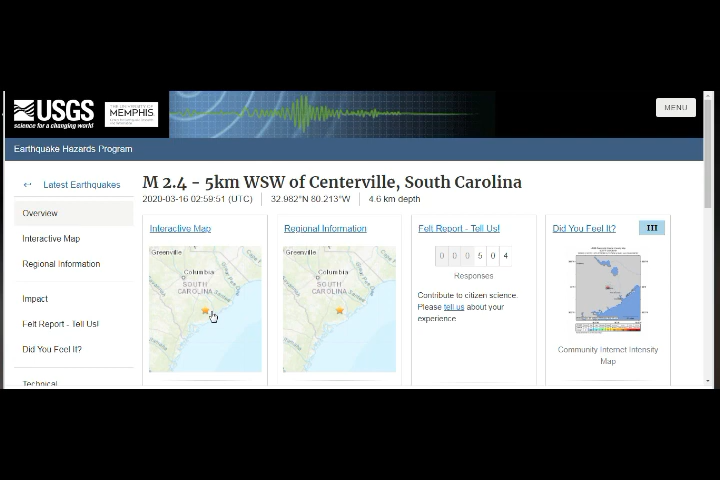 USGS
science for a changing world
THE UNIVERSITY OF
MEMPHIS
MENU
Earthquake Hazards Program
Latest Earthquakes
Overview
Interactive Map
Regional Information
Impact
Felt Report - Tell Us!
Did You Feel It?
Technical
M 2.4 - 5km WSW of Centerville, South Carolina
2020-03-16 02:59:51 (UTC)
32.982°N 80.213°W
4.6 km depth
Interactive Map
Greenville
Columbia
SOUTH
CAROLINA
Regional Information
Greenville
Columbia
SOUTH
CAROLINA
Felt Report - Tell Us!
0 0 0 5 0 4
Responses
Contribute to citizen science.
Please tell us about your
experience.
Did You Feel It?
III
Community Internet Intensity
Map